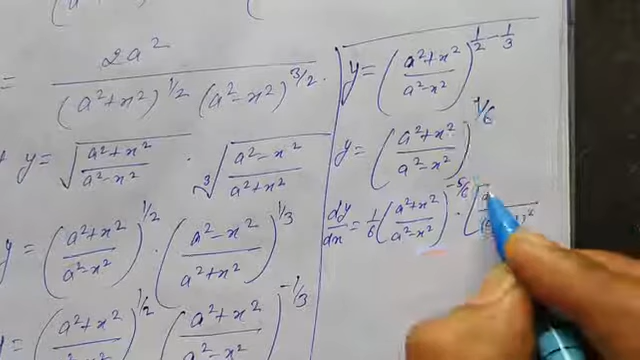 = 2a² / (a²+x²)^1/2 (a²-x²)^3/2 .
y = √(a²+x² / a²-x²) · ³√(a²-x² / a²+x²)
(a²+x² / a²-x²)^1/2 · (a²-x² / a²+x²)^1/3
= (a²+x² / a²-x²)^1/2 (a²+x² / a²-x²)^-1/3
y = (a²+x² / a²-x²)^1/2-1/3
y = (a²+x² / a²-x²)^1/6
dy/dx = 1/6 (a²+x² / a²-x²)^-5/6 · (